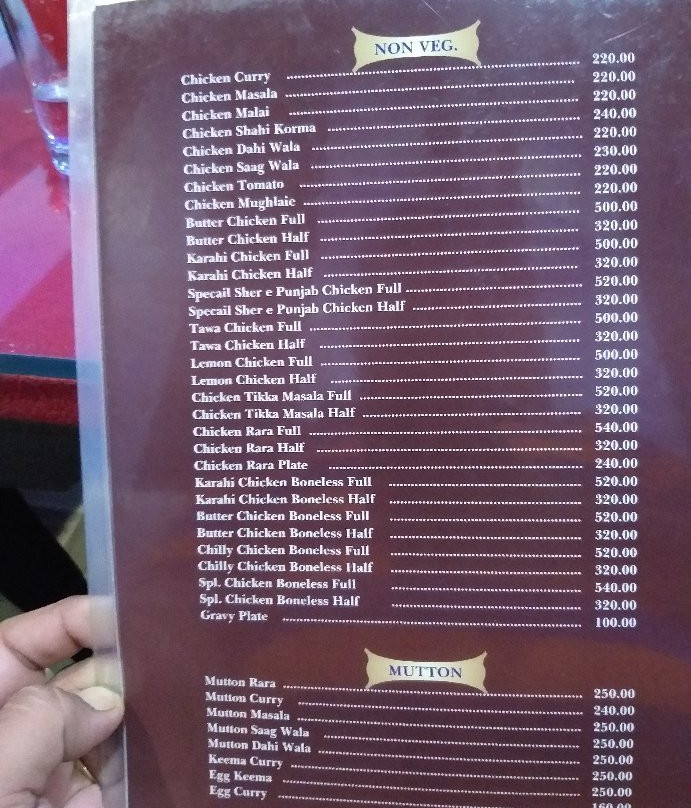 NON VEG.
Chicken Curry ........ 220.00
Chicken Masala ........ 220.00
Chicken Malai ........ 220.00
Chicken Shahi Korma ........ 240.00
Chicken Dahi Wala ........ 220.00
Chicken Saag Wala ........ 230.00
Chicken Tomato ........ 220.00
Chicken Mughlaie ........ 220.00
Butter Chicken Full ........ 500.00
Butter Chicken Half ........ 320.00
Karahi Chicken Full ........ 500.00
Karahi Chicken Half ........ 320.00
Specail Sher e Punjab Chicken Full ........ 520.00
Specail Sher e Punjab Chicken Half ........ 320.00
Tawa Chicken Full ........ 500.00
Tawa Chicken Half ........ 320.00
Lemon Chicken Full ........ 500.00
Lemon Chicken Half ........ 320.00
Chicken Tikka Masala Full ........ 520.00
Chicken Tikka Masala Half ........ 320.00
Chicken Rara Full ........ 540.00
Chicken Rara Half ........ 320.00
Chicken Rara Plate ........ 240.00
Karahi Chicken Boneless Full ........ 520.00
Karahi Chicken Boneless Half ........ 320.00
Butter Chicken Boneless Full ........ 520.00
Butter Chicken Boneless Half ........ 320.00
Chilly Chicken Boneless Full ........ 520.00
Chilly Chicken Boneless Half ........ 320.00
Spl. Chicken Boneless Full ........ 540.00
Spl. Chicken Boneless Half ........ 320.00
Gravy Plate ........ 100.00
MUTTON
Mutton Rara ........ 250.00
Mutton Curry ........ 240.00
Mutton Masala ........ 250.00
Mutton Saag Wala ........ 250.00
Mutton Dahi Wala ........ 250.00
Keema Curry ........ 250.00
Egg Keema ........ 250.00
Egg Curry ........ 160.00